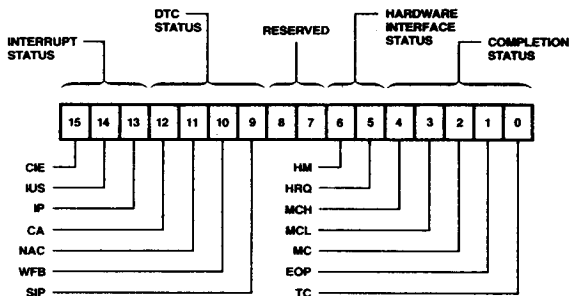 DTC
STATUS
HARDWARE
INTERFACE
STATUS
RESERVED
INTERRUPT
STATUS
COMPLETION
STATUS
15 14 13 12 11 10 9 8 7 6 5 4 3 2 1 0
CIE
IUS
IP
CA
NAC
WFB
SIP
HM
HRQ
MCH
MCL
MC
EOP
TC